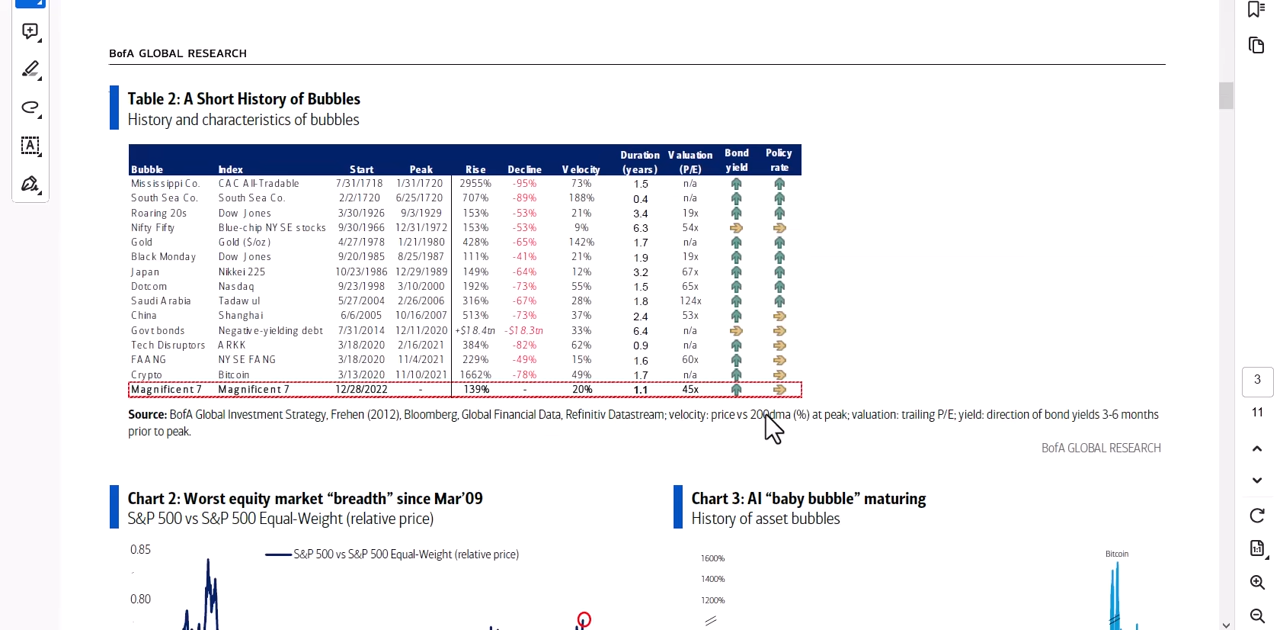 BofA GLOBAL RESEARCH
Table 2: A Short History of Bubbles
History and characteristics of bubbles
Bubble Index Start Peak Rise Decline Velocity Duration (years) Valuation (P/E) Bond yield Policy rate
Mississippi Co. CAC All-Tradable 7/31/1718 1/31/1720 2955% -95% 73% 1.5 n/a
South Sea Co. South Sea Co. 2/2/1720 6/25/1720 707% -89% 188% 0.4 n/a
Roaring 20s Dow Jones 3/30/1926 9/3/1929 153% -53% 21% 3.4 19x
Nifty Fifty Blue-chip NYSE stocks 9/30/1966 12/31/1972 153% -53% 9% 6.3 54x
Gold Gold ($/oz) 4/27/1978 1/21/1980 428% -65% 142% 1.7 n/a
Black Monday Dow Jones 9/20/1985 8/25/1987 111% -41% 21% 1.9 19x
Japan Nikkei 225 10/23/1986 12/29/1989 149% -64% 12% 3.2 67x
Dotcom Nasdaq 9/23/1998 3/10/2000 192% -73% 55% 1.5 65x
Saudi Arabia Tadawul 5/27/2004 2/26/2006 316% -67% 28% 1.8 124x
China Shanghai 6/6/2005 10/16/2007 513% -73% 37% 2.4 53x
Govt bonds Negative-yielding debt 7/31/2014 12/11/2020 +$18.4tn -$18.3tn 33% 6.4 n/a
Tech Disruptors ARKK 3/18/2020 2/16/2021 384% -82% 62% 0.9 n/a
FAANG NYSE FANG 3/18/2020 11/4/2021 229% -49% 15% 1.6 60x
Crypto Bitcoin 3/13/2020 11/10/2021 1662% -78% 49% 1.7 n/a
Magnificent 7 Magnificent 7 12/28/2022 - 139% - 20% 1.1 45x
Source: BofA Global Investment Strategy, Frehen (2012), Bloomberg, Global Financial Data, Refinitiv Datastream; velocity: price vs 200dma (%) at peak; valuation: trailing P/E; yield: direction of bond yields 3-6 months
prior to peak.
BofA GLOBAL RESEARCH
Chart 2: Worst equity market “breadth” since Mar’09
S&P 500 vs S&P 500 Equal-Weight (relative price)
0.85
S&P 500 vs S&P 500 Equal-Weight (relative price)
0.80
Chart 3: AI “baby bubble” maturing
History of asset bubbles
Bitcoin
1600%
1400%
1200%
3
11